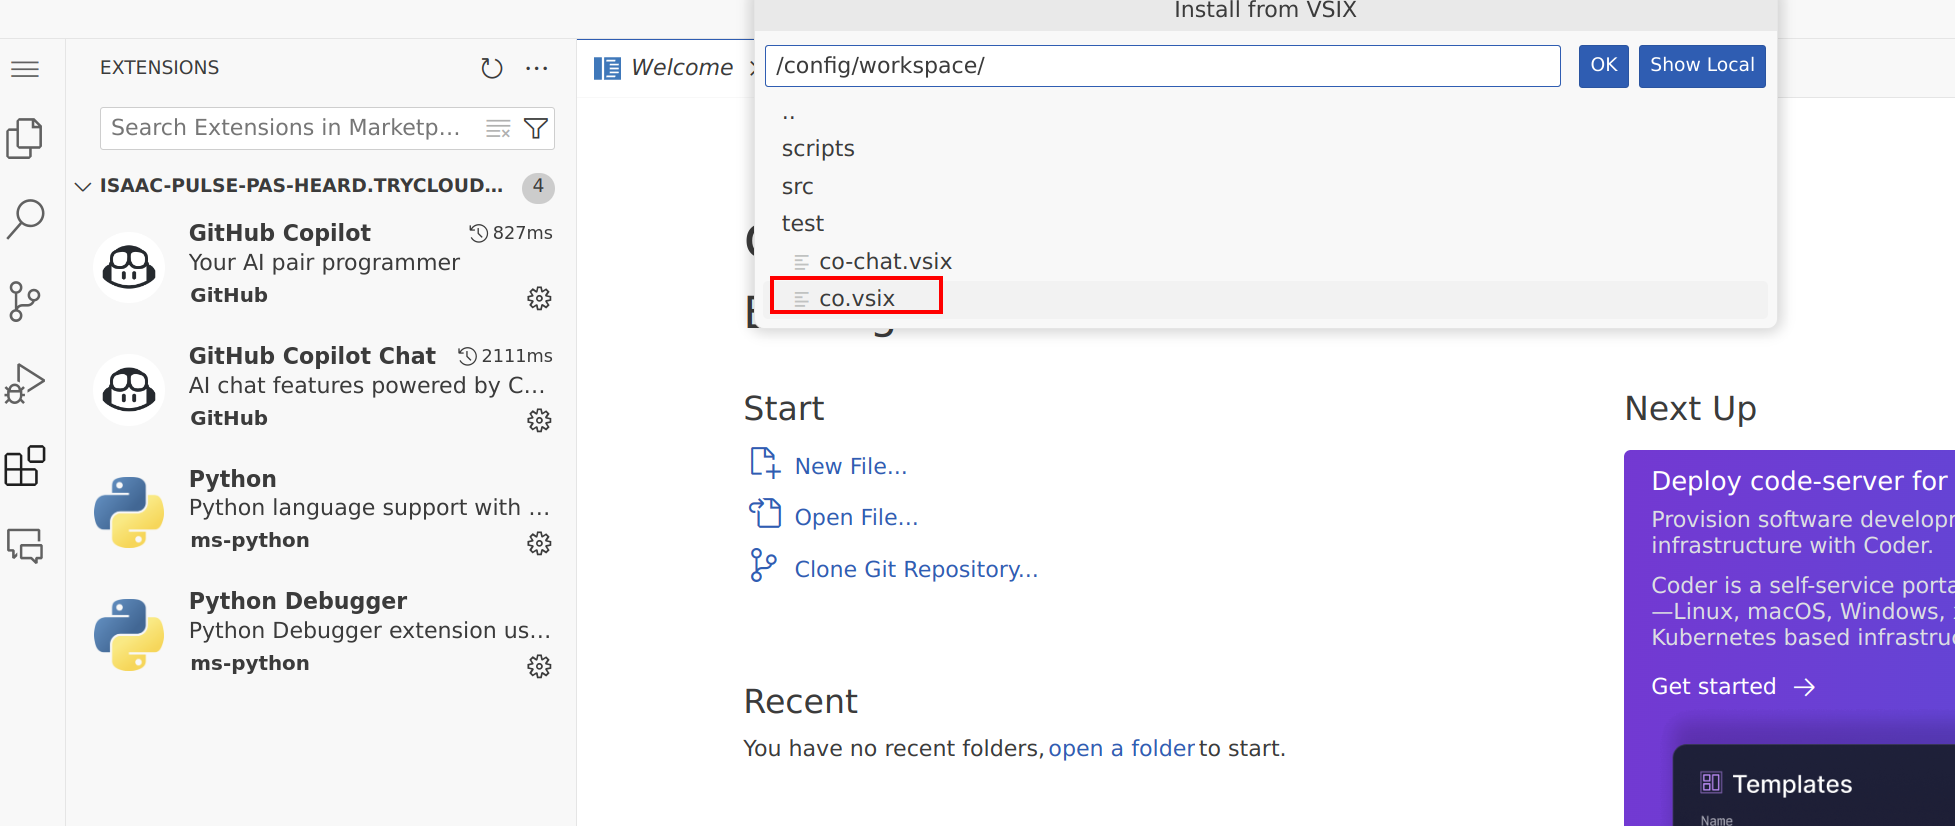 Install from VSIX
/config/workspace/
OK
Show Local
..
scripts
src
test
co-chat.vsix
co.vsix
EXTENSIONS
Search Extensions in Marketp...
ISAAC-PULSE-PAS-HEARD.TRYCLOUD...
4
GitHub Copilot
827ms
Your AI pair programmer
GitHub
GitHub Copilot Chat
2111ms
AI chat features powered by C...
GitHub
Python
Python language support with ...
ms-python
Python Debugger
Python Debugger extension us...
ms-python
Welcome
Start
New File...
Open File...
Clone Git Repository...
Recent
You have no recent folders, open a folder to start.
Next Up
Deploy code-server for
Provision software developm
infrastructure with Coder.
Coder is a self-service porta
—Linux, macOS, Windows,
Kubernetes based infrastruc
Get started
Templates
Name